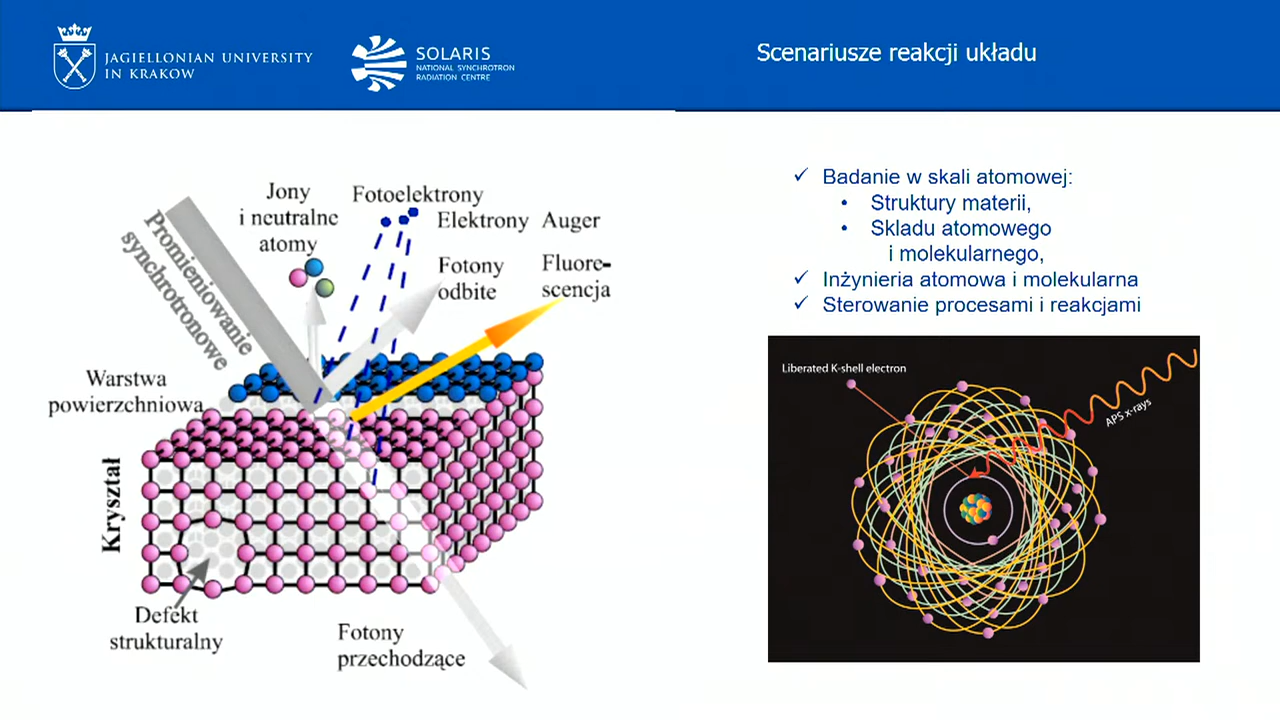 JAGIELLONIAN UNIVERSITY
IN KRAKOW
SOLARIS
NATIONAL SYNCHROTRON
RADIATION CENTRE
Scenariusze reakcji układu
Promieniowanie
synchrotronowe
Jony
i neutralne
atomy
Fotoelektrony
Elektrony Auger
Fotony
odbite
Fluore-
scencja
Warstwa
powierzchniowa
Kryształ
Defekt
strukturalny
Fotony
przechodzące
✓ Badanie w skali atomowej:
• Struktury materii,
• Skladu atomowego
i molekularnego,
✓ Inżynieria atomowa i molekularna
✓ Sterowanie procesami i reakcjami
Liberated K-shell electron
APS x-rays